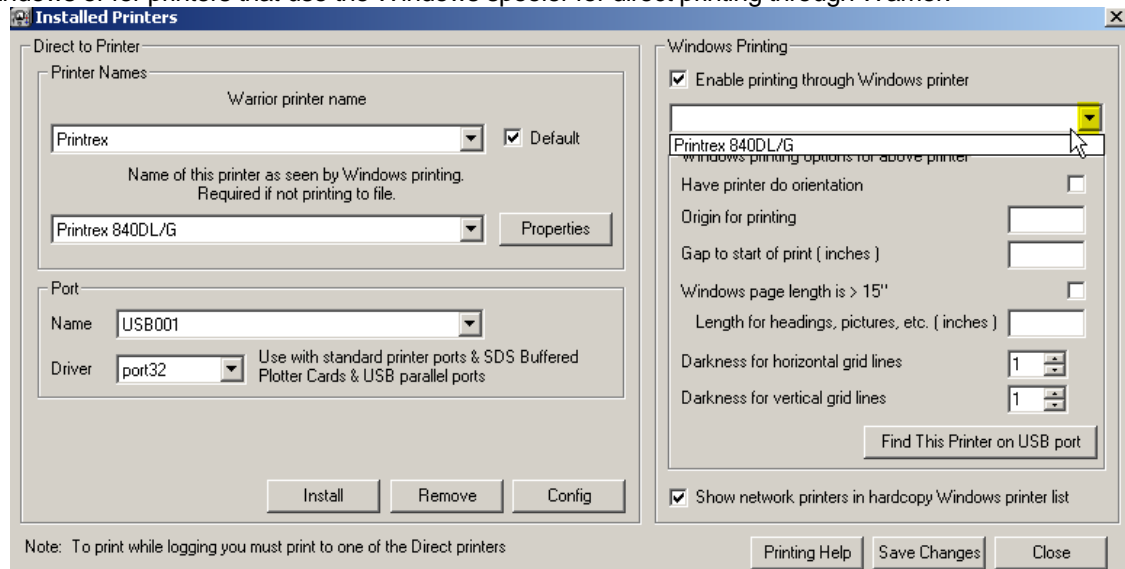 Installed Printers
Direct to Printer
Printer Names
Warrior printer name
Printrex
Default
Name of this printer as seen by Windows printing.
Required if not printing to file.
Printrex 840DL/G
Properties
Port
Name USB001
Driver port32
Use with standard printer ports & SDS Buffered
Plotter Cards & USB parallel ports
Install Remove Config
Note: To print while logging you must print to one of the Direct printers
Windows Printing
Enable printing through Windows printer
Printrex 840DL/G
Windows printing options for above printer
Have printer do orientation
Origin for printing
Gap to start of print ( inches )
Windows page length is > 15"
Length for headings, pictures, etc. ( inches )
Darkness for horizontal grid lines 1
Darkness for vertical grid lines 1
Find This Printer on USB port
Show network printers in hardcopy Windows printer list
Printing Help Save Changes Close